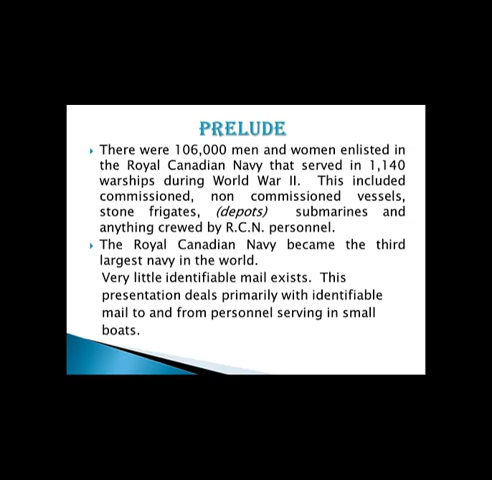 PRELUDE
There were 106,000 men and women enlisted in
the Royal Canadian Navy that served in 1,140
warships during World War II. This included
commissioned, non commissioned vessels,
stone frigates, (depots) submarines and
anything crewed by R.C.N. personnel.
The Royal Canadian Navy became the third
largest navy in the world.
Very little identifiable mail exists. This
presentation deals primarily with identifiable
mail to and from personnel serving in small
boats.